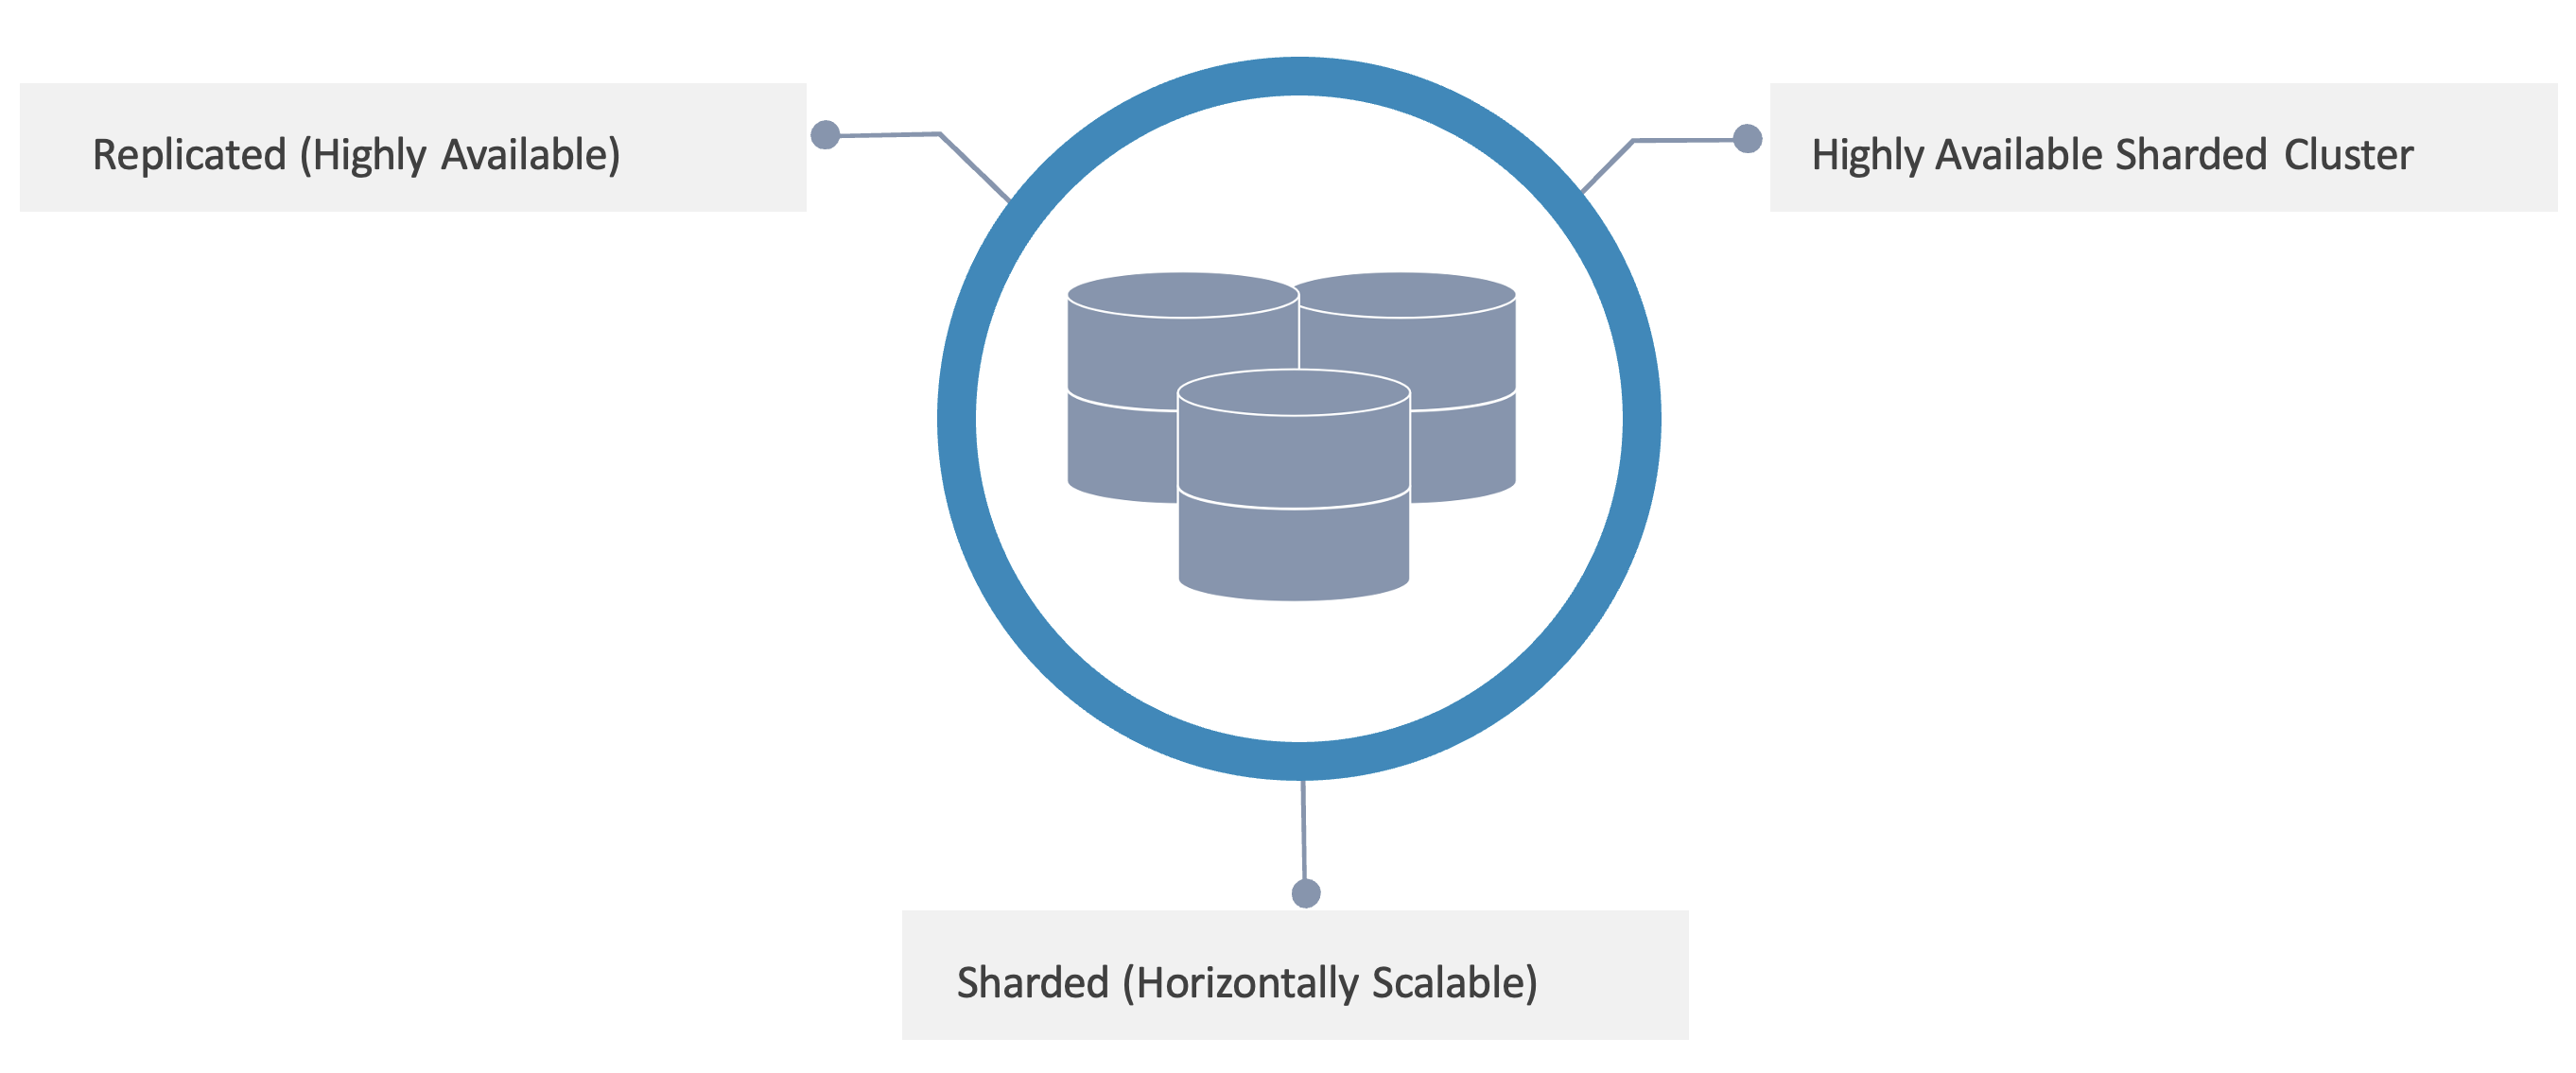 Replicated (Highly Available)
Highly Available Sharded Cluster
Sharded (Horizontally Scalable)